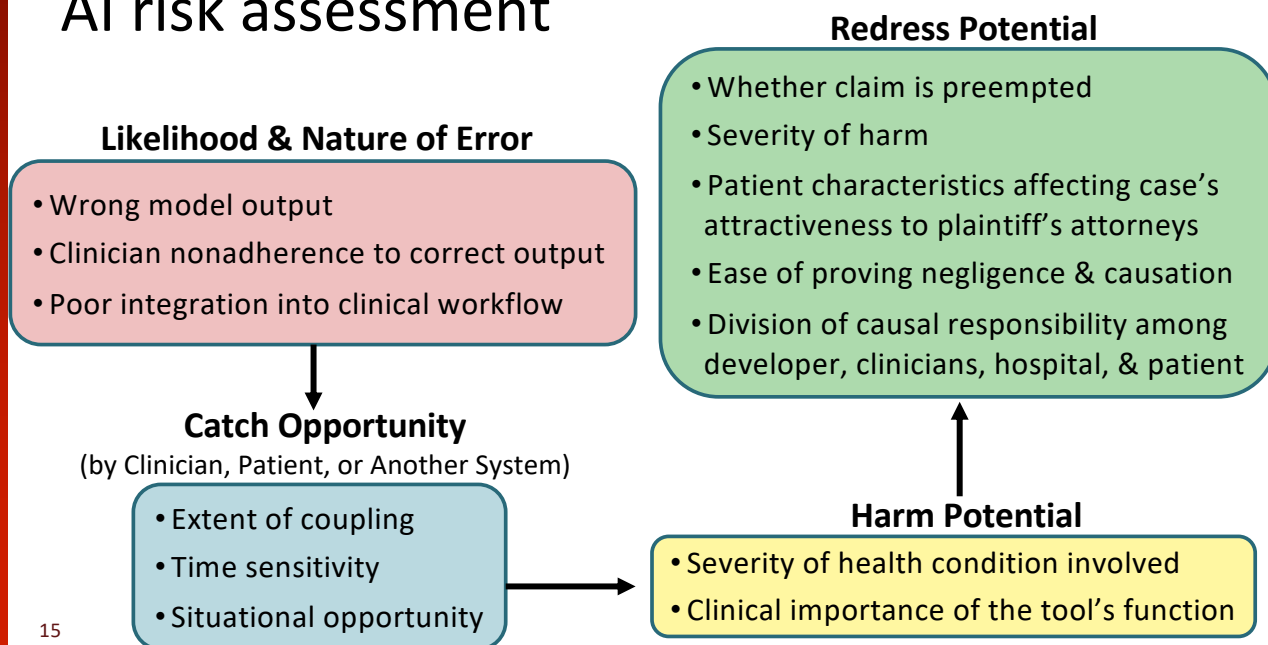 AI risk assessment
Likelihood & Nature of Error
• Wrong model output
• Clinician nonadherence to correct output
• Poor integration into clinical workflow
Catch Opportunity
(by Clinician, Patient, or Another System)
• Extent of coupling
• Time sensitivity
• Situational opportunity
Harm Potential
• Severity of health condition involved
• Clinical importance of the tool's function
Redress Potential
• Whether claim is preempted
• Severity of harm
• Patient characteristics affecting case's
attractiveness to plaintiff's attorneys
• Ease of proving negligence & causation
• Division of causal responsibility among
developer, clinicians, hospital, & patient
15